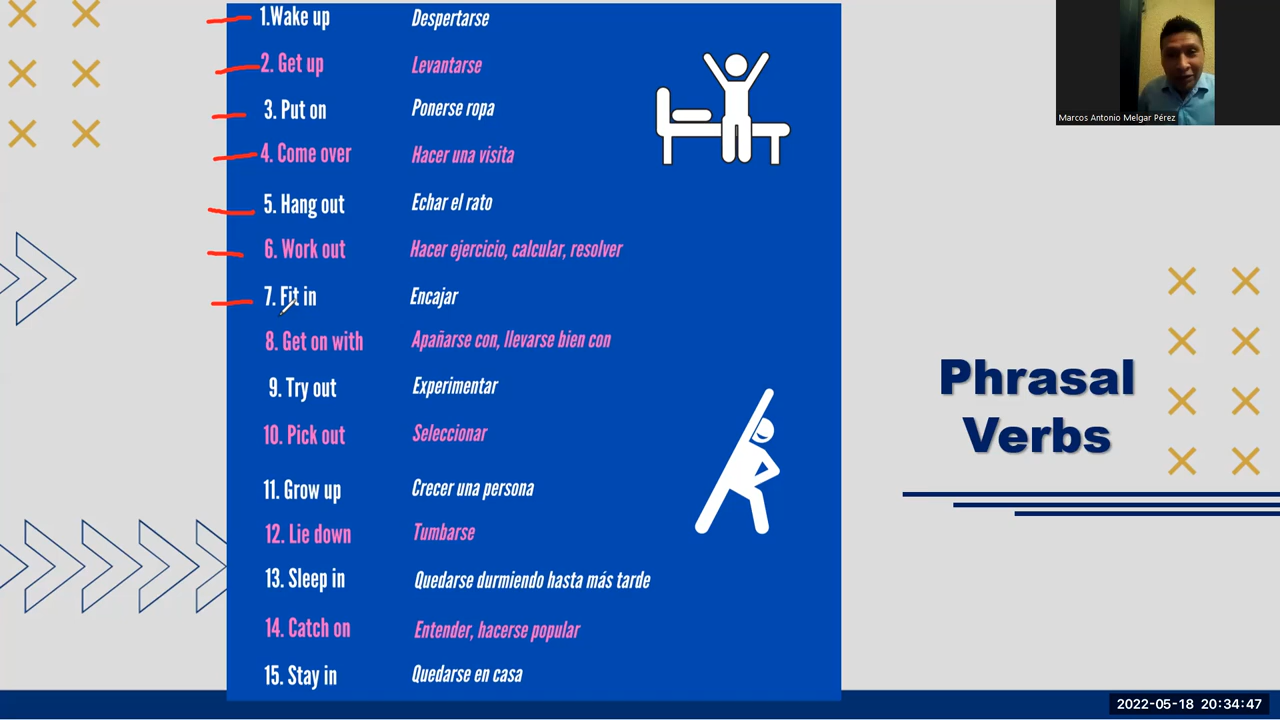 1.Wake up Despertarse
2. Get up Levantarse
3. Put on Ponerse ropa
4. Come over Hacer una visita
5. Hang out Echar el rato
6. Work out Hacer ejercicio, calcular, resolver
7. Fit in Encajar
8. Get on with Apañarse con, llevarse bien con
9. Try out Experimentar
10. Pick out Seleccionar
11. Grow up Crecer una persona
12. Lie down Tumbarse
13. Sleep in Quedarse durmiendo hasta más tarde
14. Catch on Entender, hacerse popular
15. Stay in Quedarse en casa
Phrasal
Verbs
Marcos Antonio Melgar Pérez
2022-05-18 20:34:47